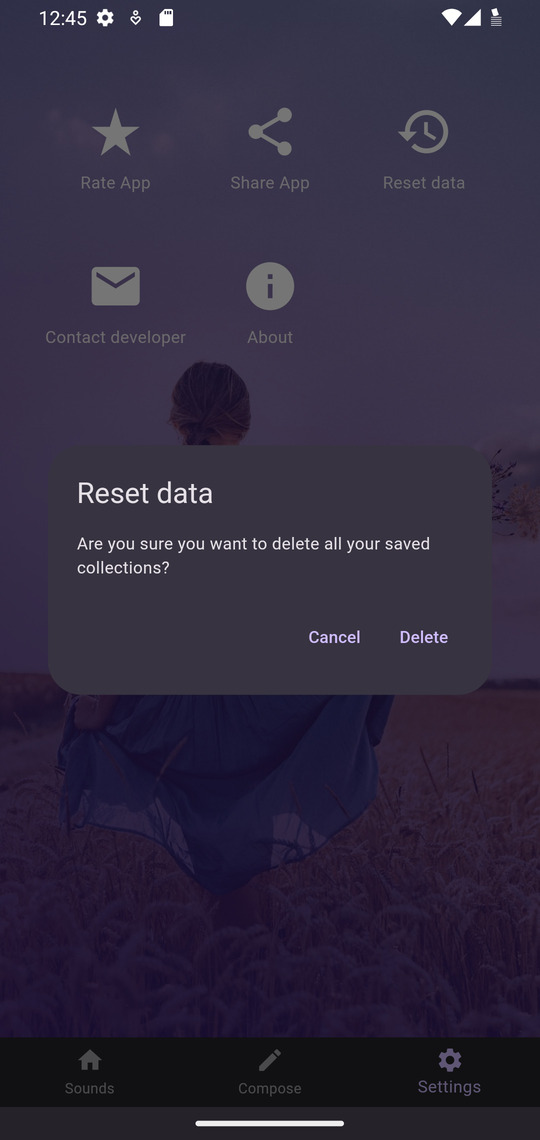 12:45
Rate App
Share App
Reset data
Contact developer
About
Reset data
Are you sure you want to delete all your saved
collections?
Cancel
Delete
Sounds
Compose
Settings